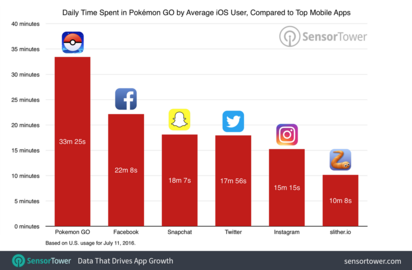 Daily Time Spent in Pokémon GO by Average iOS User, Compared to Top Mobile Apps
SensorTower
40 minutes
35 minutes
30 minutes
25 minutes
20 minutes
15 minutes
10 minutes
5 minutes
0 minutes
33m 25s
22m 8s
18m 7s
17m 56s
15m 15s
10m 8s
Pokemon GO
Facebook
Snapchat
Twitter
Instagram
slither.io
Based on U.S. usage for July 11, 2016.
SensorTower Data That Drives App Growth sensortower.com